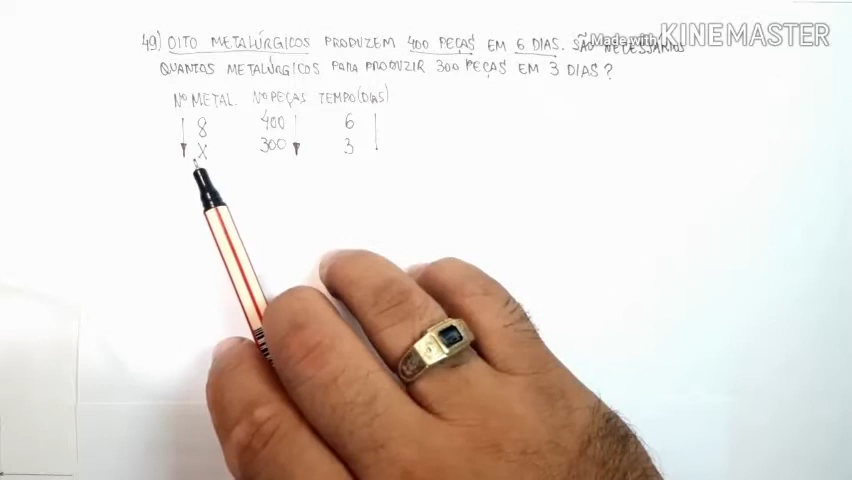 49) OITO METALÚRGICOS PRODUZEM 400 PEÇAS EM 6 DIAS. SÃO NECESSÁRIOS
Made with KINEMASTER
QUANTOS METALÚRGICOS PARA PRODUZIR 300 PEÇAS EM 3 DIAS?
Nº METAL. Nº PEÇAS TEMPO (DIAS)
8 400 6
X 300 3